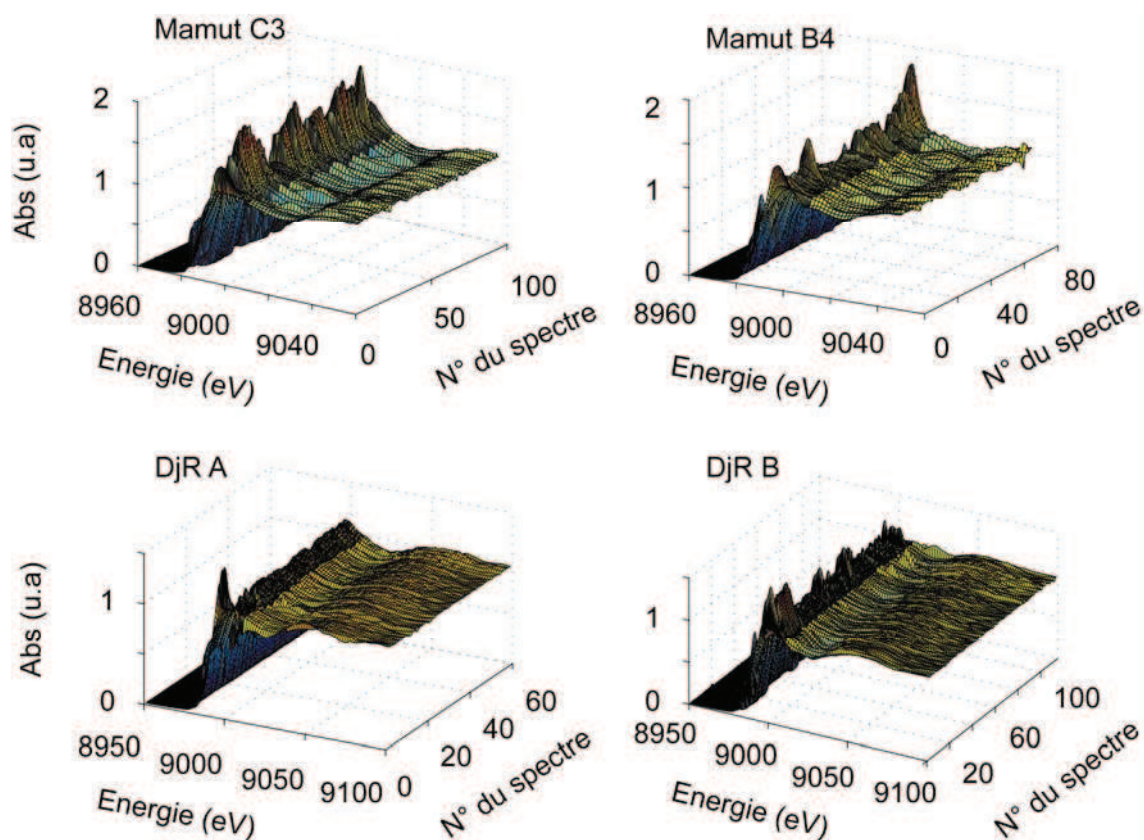 Mamut C3
Abs (u.a)
2
1
0
8960
9000
9040
Energie (eV)
0
50
100
N° du spectre
Mamut B4
2
1
0
8960
9000
9040
Energie (eV)
0
40
80
N° du spectre
DjR A
Abs (u.a)
1
0
8950
9000
9050
9100
Energie (eV)
0
20
40
60
N° du spectre
DjR B
1
0
8950
9000
9050
9100
Energie (eV)
20
60
100
N° du spectre